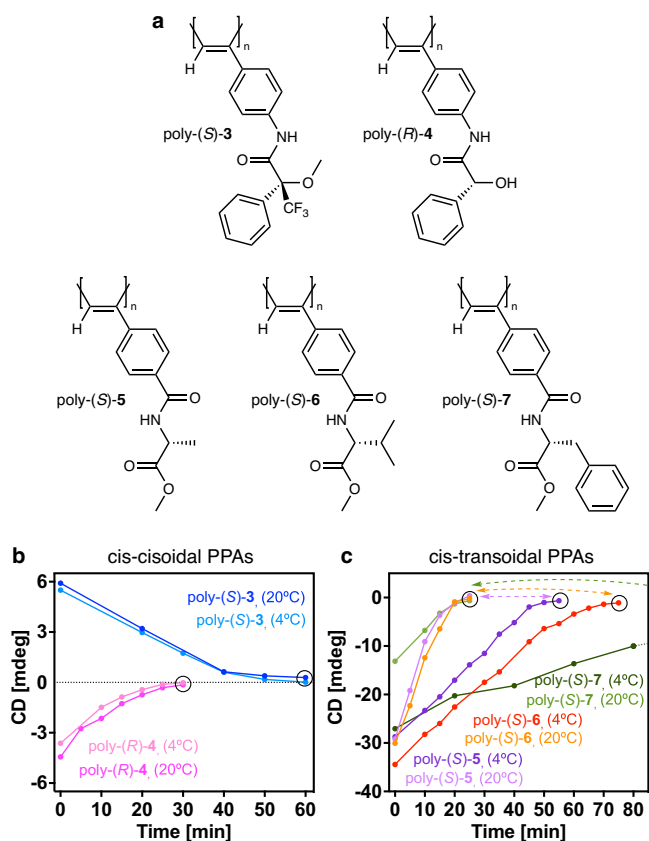 a
n
n
H
H
poly-(S)-3
NH
poly-(R)-4
NH
O
O
O
OH
CF₃
n
n
n
H
H
H
poly-(S)-5
O
poly-(S)-6
O
poly-(S)-7
O
HN
HN
HN
O
O
O
O
O
O
b
cis-cisoidal PPAs
c
cis-transoidal PPAs
CD [mdeg]
6
3
0
-3
-6
poly-(S)-3, (20ºC)
poly-(S)-3, (4ºC)
poly-(R)-4, (4ºC)
poly-(R)-4, (20ºC)
0 10 20 30 40 50 60
Time [min]
CD [mdeg]
0
-10
-20
-30
-40
poly-(S)-7, (4ºC)
poly-(S)-7, (20ºC)
poly-(S)-6, (4ºC)
poly-(S)-6, (20ºC)
poly-(S)-5, (4ºC)
poly-(S)-5, (20ºC)
0 10 20 30 40 50 60 70 80
Time [min]